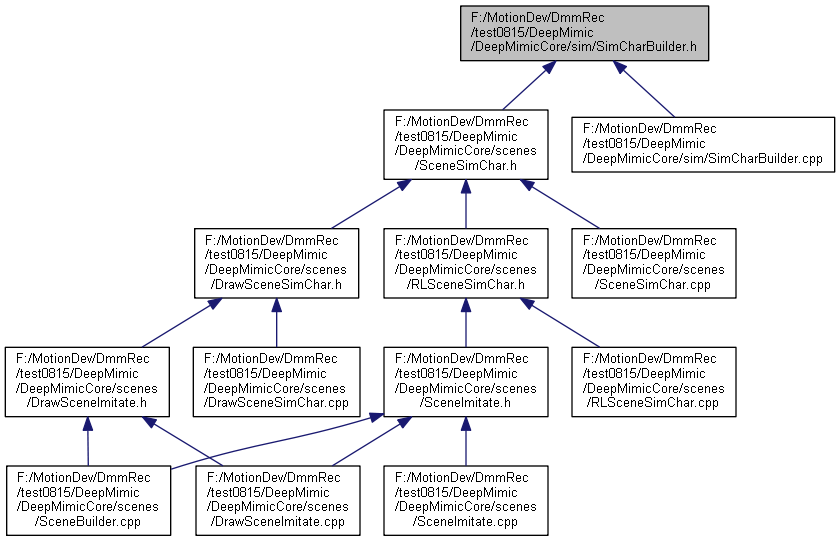 F:/MotionDev/DmmRec
/test0815/DeepMimic
/DeepMimicCore/sim/SimCharBuilder.h
F:/MotionDev/DmmRec
/test0815/DeepMimic
/DeepMimicCore/scenes
/SceneSimChar.h
F:/MotionDev/DmmRec
/test0815/DeepMimic
/DeepMimicCore/sim/SimCharBuilder.cpp
F:/MotionDev/DmmRec
/test0815/DeepMimic
/DeepMimicCore/scenes
/DrawSceneSimChar.h
F:/MotionDev/DmmRec
/test0815/DeepMimic
/DeepMimicCore/scenes
/RLSceneSimChar.h
F:/MotionDev/DmmRec
/test0815/DeepMimic
/DeepMimicCore/scenes
/SceneSimChar.cpp
F:/MotionDev/DmmRec
/test0815/DeepMimic
/DeepMimicCore/scenes
/DrawSceneImitate.h
F:/MotionDev/DmmRec
/test0815/DeepMimic
/DeepMimicCore/scenes
/DrawSceneSimChar.cpp
F:/MotionDev/DmmRec
/test0815/DeepMimic
/DeepMimicCore/scenes
/SceneImitate.h
F:/MotionDev/DmmRec
/test0815/DeepMimic
/DeepMimicCore/scenes
/RLSceneSimChar.cpp
F:/MotionDev/DmmRec
/test0815/DeepMimic
/DeepMimicCore/scenes
/SceneBuilder.cpp
F:/MotionDev/DmmRec
/test0815/DeepMimic
/DeepMimicCore/scenes
/DrawSceneImitate.cpp
F:/MotionDev/DmmRec
/test0815/DeepMimic
/DeepMimicCore/scenes
/SceneImitate.cpp